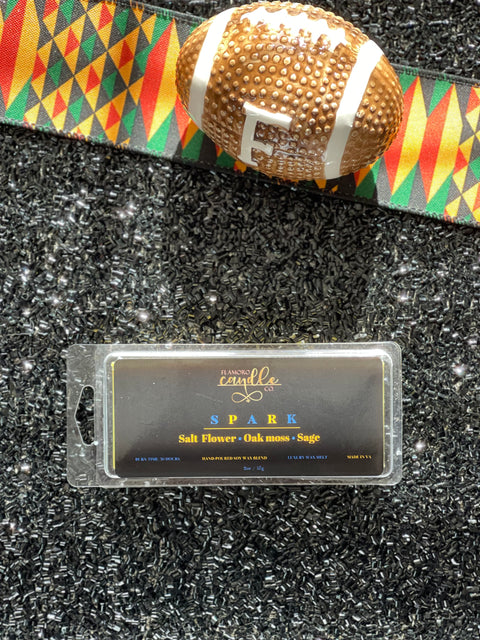 FLAMORO
candle
CO.
SPARK
Salt Flower • Oak moss • Sage
BURN TIME: 30 HOURS HAND-POURED SOY WAX BLEND LUXURY WAX MELT MADE IN VA